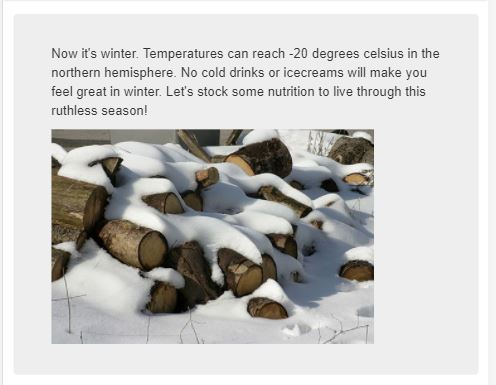 Now it's winter. Temperatures can reach -20 degrees celsius in the
northern hemisphere. No cold drinks or icecreams will make you
feel great in winter. Let's stock some nutrition to live through this
ruthless season!